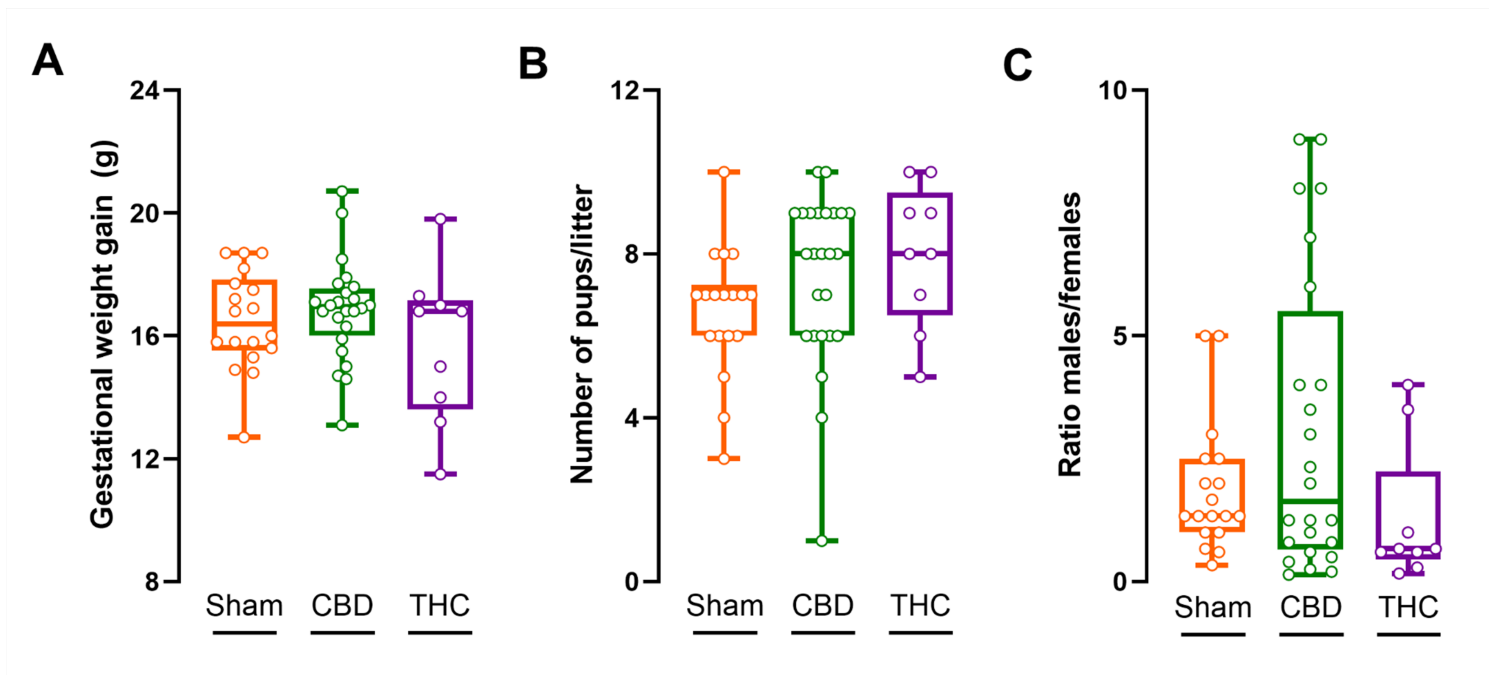 A
Gestational weight gain (g)
24
20
16
12
8
Sham CBD THC
B
Number of pups/litter
12
8
4
0
Sham CBD THC
C
Ratio males/females
10
5
0
Sham CBD THC